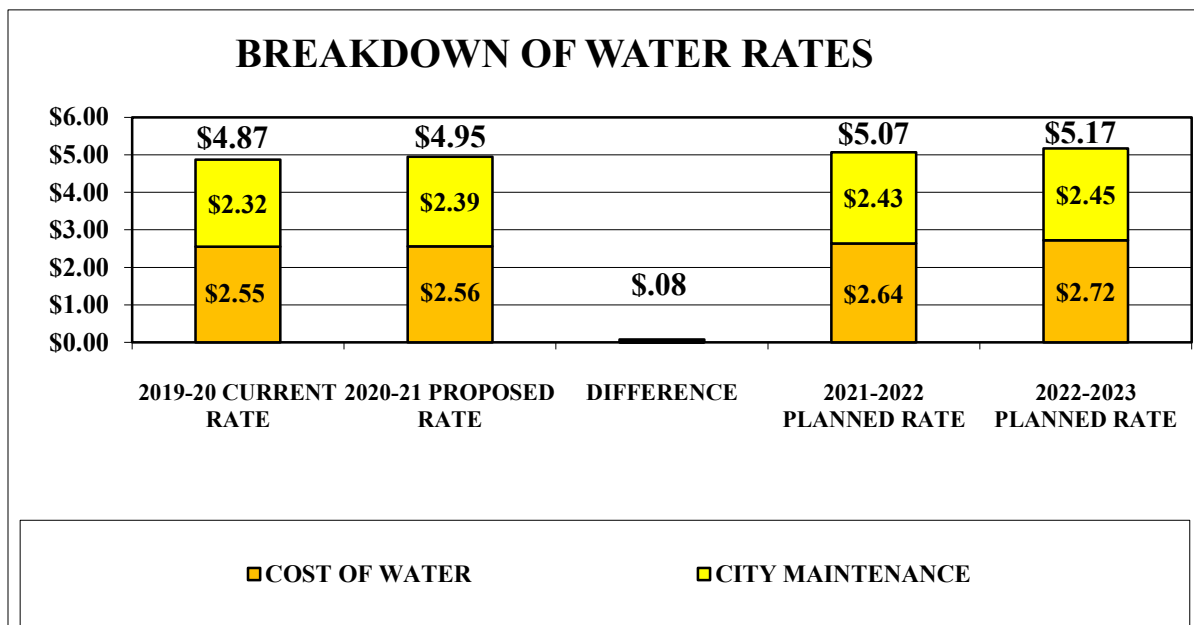 BREAKDOWN OF WATER RATES
$6.00
$5.00
$4.00
$3.00
$2.00
$1.00
$0.00
$4.87
$4.95
$.08
$5.07
$5.17
$2.32
$2.39
$2.43
$2.45
$2.55
$2.56
$2.64
$2.72
2019-20 CURRENT
RATE
2020-21 PROPOSED
RATE
DIFFERENCE
2021-2022
PLANNED RATE
2022-2023
PLANNED RATE
COST OF WATER
CITY MAINTENANCE